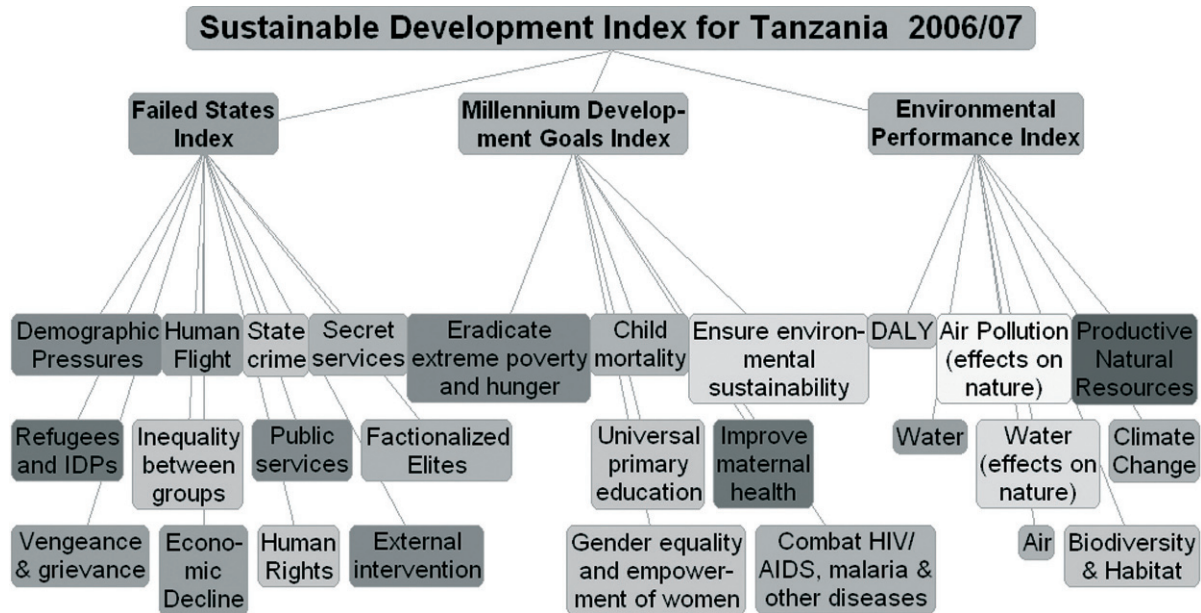 Sustainable Development Index for Tanzania 2006/07
Failed States
Index
Millennium Develop-
ment Goals Index
Environmental
Performance Index
Demographic
Pressures
Human
Flight
State
crime
Secret
services
Eradicate
extreme poverty
and hunger
Child
mortality
Ensure environ-
mental
sustainability
DALY
Air Pollution
(effects on
nature)
Productive
Natural
Resources
Refugees
and IDPs
Inequality
between
groups
Public
services
Factionalized
Elites
Universal
primary
education
Improve
maternal
health
Water
Water
(effects on
nature)
Climate
Change
Vengeance
& grievance
Econo-
mic
Decline
Human
Rights
External
intervention
Gender equality
and empower-
ment of women
Combat HIV/
AIDS, malaria &
other diseases
Air
Biodiversity
& Habitat